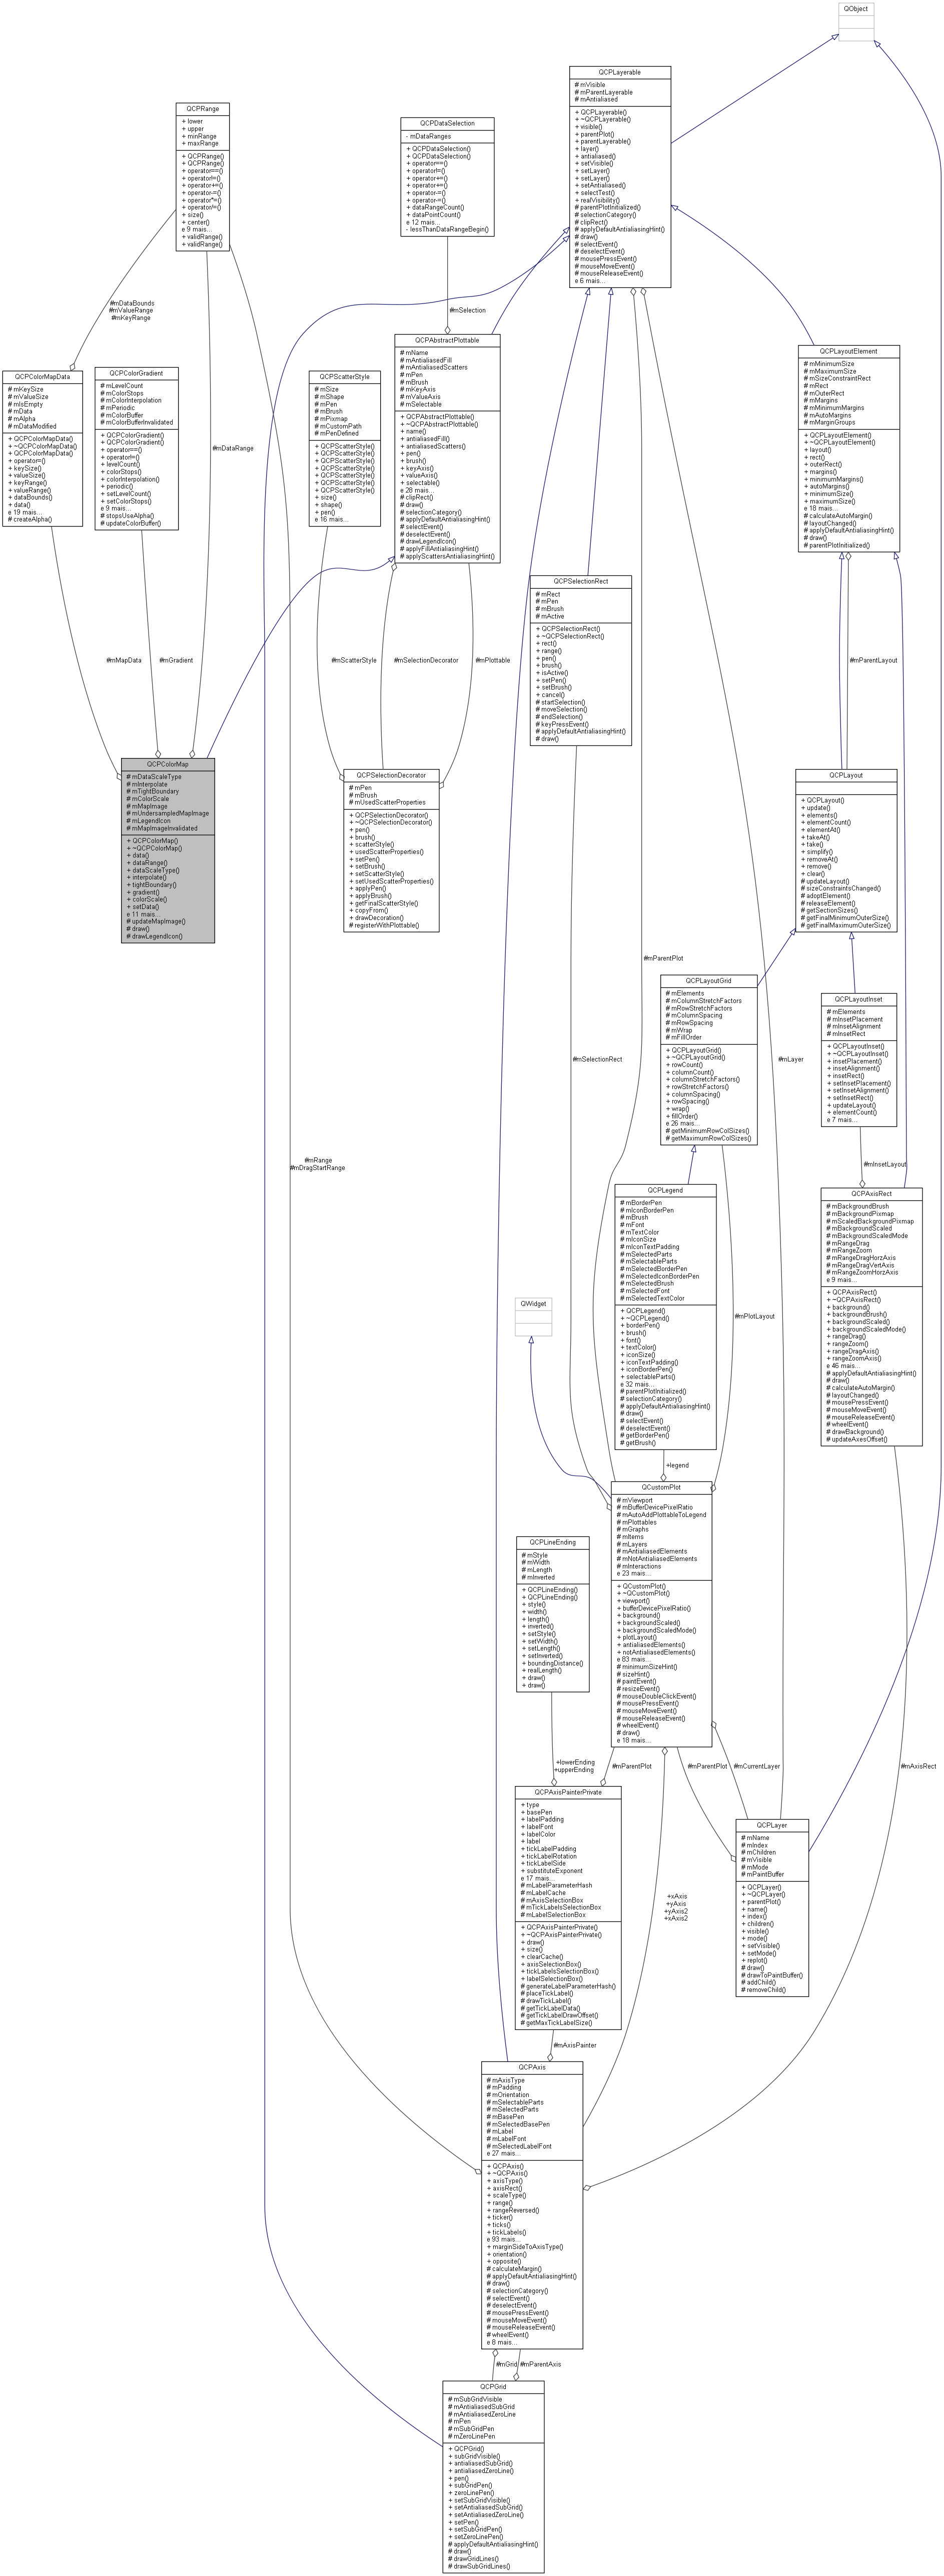 QObject
QCPLayerable
# mVisible
# mParentLayerable
# mAntialiased
+ QCPLayerable()
+ ~QCPLayerable()
+ visible()
+ parentPlot()
+ parentLayerable()
+ layer()
+ antialiased()
+ setVisible()
+ setLayer()
+ setLayer()
+ setAntialiased()
+ selectTest()
+ realVisibility()
# parentPlotInitialized()
# selectionCategory()
# clipRect()
# applyDefaultAntialiasingHint()
# draw()
# selectEvent()
# deselectEvent()
# mousePressEvent()
# mouseMoveEvent()
# mouseReleaseEvent()
e 6 mais...
QCPRange
+ lower
+ upper
+ minRange
+ maxRange
+ QCPRange()
+ QCPRange()
+ operator==()
+ operator!=()
+ operator+=()
+ operator-=()
+ operator*=()
+ operator/=()
+ size()
+ center()
e 9 mais...
+ validRange()
+ validRange()
QCPDataSelection
- mDataRanges
+ QCPDataSelection()
+ QCPDataSelection()
+ operator==()
+ operator!=()
+ operator+=()
+ operator+=()
+ operator-=()
+ operator-=()
+ dataRangeCount()
+ dataPointCount()
e 12 mais...
- lessThanDataRangeBegin()
#mDataBounds
#mValueRange
#mKeyRange
#mSelection
#mDataRange
QCPColorMapData
# mKeySize
# mValueSize
# mIsEmpty
# mData
# mAlpha
# mDataModified
+ QCPColorMapData()
+ ~QCPColorMapData()
+ QCPColorMapData()
+ operator=()
+ keySize()
+ valueSize()
+ keyRange()
+ valueRange()
+ dataBounds()
+ data()
e 19 mais...
# createAlpha()
QCPColorGradient
# mLevelCount
# mColorStops
# mColorInterpolation
# mPeriodic
# mColorBuffer
# mColorBufferInvalidated
+ QCPColorGradient()
+ QCPColorGradient()
+ operator==()
+ operator!=()
+ levelCount()
+ colorStops()
+ colorInterpolation()
+ periodic()
+ setLevelCount()
+ setColorStops()
e 9 mais...
# stopsUseAlpha()
# updateColorBuffer()
QCPScatterStyle
# mSize
# mShape
# mPen
# mBrush
# mPixmap
# mCustomPath
# mPenDefined
+ QCPScatterStyle()
+ QCPScatterStyle()
+ QCPScatterStyle()
+ QCPScatterStyle()
+ QCPScatterStyle()
+ QCPScatterStyle()
+ QCPScatterStyle()
+ size()
+ shape()
+ pen()
e 16 mais...
QCPAbstractPlottable
# mName
# mAntialiasedFill
# mAntialiasedScatters
# mPen
# mBrush
# mKeyAxis
# mValueAxis
# mSelectable
+ QCPAbstractPlottable()
+ ~QCPAbstractPlottable()
+ name()
+ antialiasedFill()
+ antialiasedScatters()
+ pen()
+ brush()
+ keyAxis()
+ valueAxis()
+ selectable()
e 28 mais...
# clipRect()
# draw()
# selectionCategory()
# applyDefaultAntialiasingHint()
# selectEvent()
# deselectEvent()
# drawLegendIcon()
# applyFillAntialiasingHint()
# applyScattersAntialiasingHint()
QCPLayoutElement
# mMinimumSize
# mMaximumSize
# mSizeConstraintRect
# mRect
# mOuterRect
# mMargins
# mMinimumMargins
# mAutoMargins
# mMarginGroups
+ QCPLayoutElement()
+ ~QCPLayoutElement()
+ layout()
+ rect()
+ outerRect()
+ margins()
+ minimumMargins()
+ autoMargins()
+ minimumSize()
+ maximumSize()
e 18 mais...
# calculateAutoMargin()
# layoutChanged()
# applyDefaultAntialiasingHint()
# draw()
# parentPlotInitialized()
#mMapData
#mGradient
#mScatterStyle
#mSelectionDecorator
#mPlottable
#mParentLayout
QCPSelectionRect
# mRect
# mPen
# mBrush
# mActive
+ QCPSelectionRect()
+ ~QCPSelectionRect()
+ rect()
+ range()
+ pen()
+ brush()
+ isActive()
+ setPen()
+ setBrush()
+ cancel()
# startSelection()
# moveSelection()
# endSelection()
# keyPressEvent()
# applyDefaultAntialiasingHint()
# draw()
QCPColorMap
# mDataScaleType
# mInterpolate
# mTightBoundary
# mColorScale
# mMapImage
# mUndersampledMapImage
# mLegendIcon
# mMapImageInvalidated
+ QCPColorMap()
+ ~QCPColorMap()
+ data()
+ dataRange()
+ dataScaleType()
+ interpolate()
+ tightBoundary()
+ gradient()
+ colorScale()
+ setData()
e 11 mais...
# updateMapImage()
# draw()
# drawLegendIcon()
QCPSelectionDecorator
# mPen
# mBrush
# mUsedScatterProperties
+ QCPSelectionDecorator()
+ ~QCPSelectionDecorator()
+ pen()
+ brush()
+ scatterStyle()
+ usedScatterProperties()
+ setPen()
+ setBrush()
+ setScatterStyle()
+ setUsedScatterProperties()
+ applyPen()
+ applyBrush()
+ getFinalScatterStyle()
+ copyFrom()
+ drawDecoration()
# registerWithPlottable()
QCPLayout
+ QCPLayout()
+ update()
+ elements()
+ elementCount()
+ elementAt()
+ takeAt()
+ take()
+ simplify()
+ removeAt()
+ remove()
+ clear()
# updateLayout()
# sizeConstraintsChanged()
# adoptElement()
# releaseElement()
# getSectionSizes()
# getFinalMinimumOuterSize()
# getFinalMaximumOuterSize()
#mParentPlot
#mSelectionRect
#mLayer
QCPLayoutGrid
# mElements
# mColumnStretchFactors
# mRowStretchFactors
# mColumnSpacing
# mRowSpacing
# mWrap
# mFillOrder
+ QCPLayoutGrid()
+ ~QCPLayoutGrid()
+ rowCount()
+ columnCount()
+ columnStretchFactors()
+ rowStretchFactors()
+ columnSpacing()
+ rowSpacing()
+ wrap()
+ fillOrder()
e 26 mais...
# getMinimumRowColSizes()
# getMaximumRowColSizes()
QCPLayoutInset
# mElements
# mInsetPlacement
# mInsetAlignment
# mInsetRect
+ QCPLayoutInset()
+ ~QCPLayoutInset()
+ insetPlacement()
+ insetAlignment()
+ insetRect()
+ setInsetPlacement()
+ setInsetAlignment()
+ setInsetRect()
+ updateLayout()
+ elementCount()
e 7 mais...
#mRange
#mDragStartRange
#mInsetLayout
QCPLegend
# mBorderPen
# mIconBorderPen
# mBrush
# mFont
# mTextColor
# mIconSize
# mIconTextPadding
# mSelectedParts
# mSelectableParts
# mSelectedBorderPen
# mSelectedIconBorderPen
# mSelectedBrush
# mSelectedFont
# mSelectedTextColor
+ QCPLegend()
+ ~QCPLegend()
+ borderPen()
+ brush()
+ font()
+ textColor()
+ iconSize()
+ iconTextPadding()
+ iconBorderPen()
+ selectableParts()
e 32 mais...
# parentPlotInitialized()
# selectionCategory()
# applyDefaultAntialiasingHint()
# draw()
# selectEvent()
# deselectEvent()
# getBorderPen()
# getBrush()
QCPAxisRect
# mBackgroundBrush
# mBackgroundPixmap
# mScaledBackgroundPixmap
# mBackgroundScaled
# mBackgroundScaledMode
# mRangeDrag
# mRangeZoom
# mRangeDragHorzAxis
# mRangeDragVertAxis
# mRangeZoomHorzAxis
e 9 mais...
+ QCPAxisRect()
+ ~QCPAxisRect()
+ background()
+ backgroundBrush()
+ backgroundScaled()
+ backgroundScaledMode()
+ rangeDrag()
+ rangeZoom()
+ rangeDragAxis()
+ rangeZoomAxis()
e 46 mais...
# applyDefaultAntialiasingHint()
# draw()
# calculateAutoMargin()
# layoutChanged()
# mousePressEvent()
# mouseMoveEvent()
# mouseReleaseEvent()
# wheelEvent()
# drawBackground()
# updateAxesOffset()
QWidget
#mPlotLayout
+legend
QCustomPlot
# mViewport
# mBufferDevicePixelRatio
# mAutoAddPlottableToLegend
# mPlottables
# mGraphs
# mItems
# mLayers
# mAntialiasedElements
# mNotAntialiasedElements
# mInteractions
e 23 mais...
+ QCustomPlot()
+ ~QCustomPlot()
+ viewport()
+ bufferDevicePixelRatio()
+ background()
+ backgroundScaled()
+ backgroundScaledMode()
+ plotLayout()
+ antialiasedElements()
+ notAntialiasedElements()
e 83 mais...
# minimumSizeHint()
# sizeHint()
# paintEvent()
# resizeEvent()
# mouseDoubleClickEvent()
# mousePressEvent()
# mouseMoveEvent()
# mouseReleaseEvent()
# wheelEvent()
# draw()
e 18 mais...
QCPLineEnding
# mStyle
# mWidth
# mLength
# mInverted
+ QCPLineEnding()
+ QCPLineEnding()
+ style()
+ width()
+ length()
+ inverted()
+ setStyle()
+ setWidth()
+ setLength()
+ setInverted()
+ boundingDistance()
+ realLength()
+ draw()
+ draw()
+lowerEnding
+upperEnding
#mParentPlot
#mParentPlot
#mCurrentLayer
#mAxisRect
QCPAxisPainterPrivate
+ type
+ basePen
+ labelPadding
+ labelFont
+ labelColor
+ label
+ tickLabelPadding
+ tickLabelRotation
+ tickLabelSide
+ substituteExponent
e 17 mais...
# mLabelParameterHash
# mLabelCache
# mAxisSelectionBox
# mTickLabelsSelectionBox
# mLabelSelectionBox
+ QCPAxisPainterPrivate()
+ ~QCPAxisPainterPrivate()
+ draw()
+ size()
+ clearCache()
+ axisSelectionBox()
+ tickLabelsSelectionBox()
+ labelSelectionBox()
# generateLabelParameterHash()
# placeTickLabel()
# drawTickLabel()
# getTickLabelData()
# getTickLabelDrawOffset()
# getMaxTickLabelSize()
QCPLayer
# mName
# mIndex
# mChildren
# mVisible
# mMode
# mPaintBuffer
+ QCPLayer()
+ ~QCPLayer()
+ parentPlot()
+ name()
+ index()
+ children()
+ visible()
+ mode()
+ setVisible()
+ setMode()
+ replot()
# draw()
# drawToPaintBuffer()
# addChild()
# removeChild()
+xAxis
+yAxis
+yAxis2
+xAxis2
#mAxisPainter
QCPAxis
# mAxisType
# mPadding
# mOrientation
# mSelectableParts
# mSelectedParts
# mBasePen
# mSelectedBasePen
# mLabel
# mLabelFont
# mSelectedLabelFont
e 27 mais...
+ QCPAxis()
+ ~QCPAxis()
+ axisType()
+ axisRect()
+ scaleType()
+ range()
+ rangeReversed()
+ ticker()
+ ticks()
+ tickLabels()
e 93 mais...
+ marginSideToAxisType()
+ orientation()
+ opposite()
# calculateMargin()
# applyDefaultAntialiasingHint()
# draw()
# selectionCategory()
# selectEvent()
# deselectEvent()
# mousePressEvent()
# mouseMoveEvent()
# mouseReleaseEvent()
# wheelEvent()
e 8 mais...
#mGrid
#mParentAxis
QCPGrid
# mSubGridVisible
# mAntialiasedSubGrid
# mAntialiasedZeroLine
# mPen
# mSubGridPen
# mZeroLinePen
+ QCPGrid()
+ subGridVisible()
+ antialiasedSubGrid()
+ antialiasedZeroLine()
+ pen()
+ subGridPen()
+ zeroLinePen()
+ setSubGridVisible()
+ setAntialiasedSubGrid()
+ setAntialiasedZeroLine()
+ setPen()
+ setSubGridPen()
+ setZeroLinePen()
# applyDefaultAntialiasingHint()
# draw()
# drawGridLines()
# drawSubGridLines()